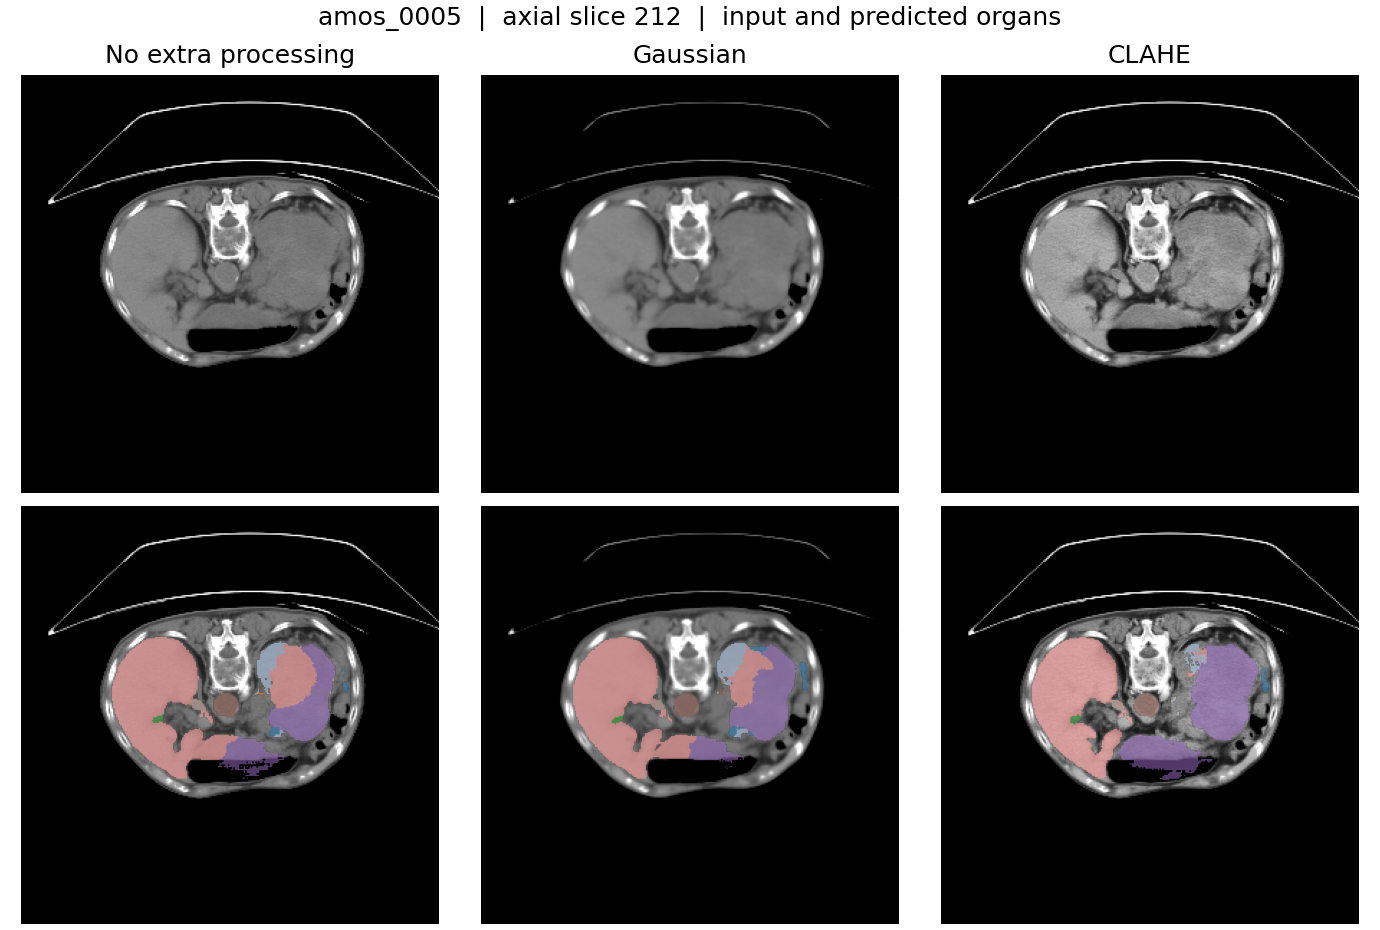 amos_0005  |  axial slice 212  |  input and predicted organs
No extra processing
Gaussian
CLAHE